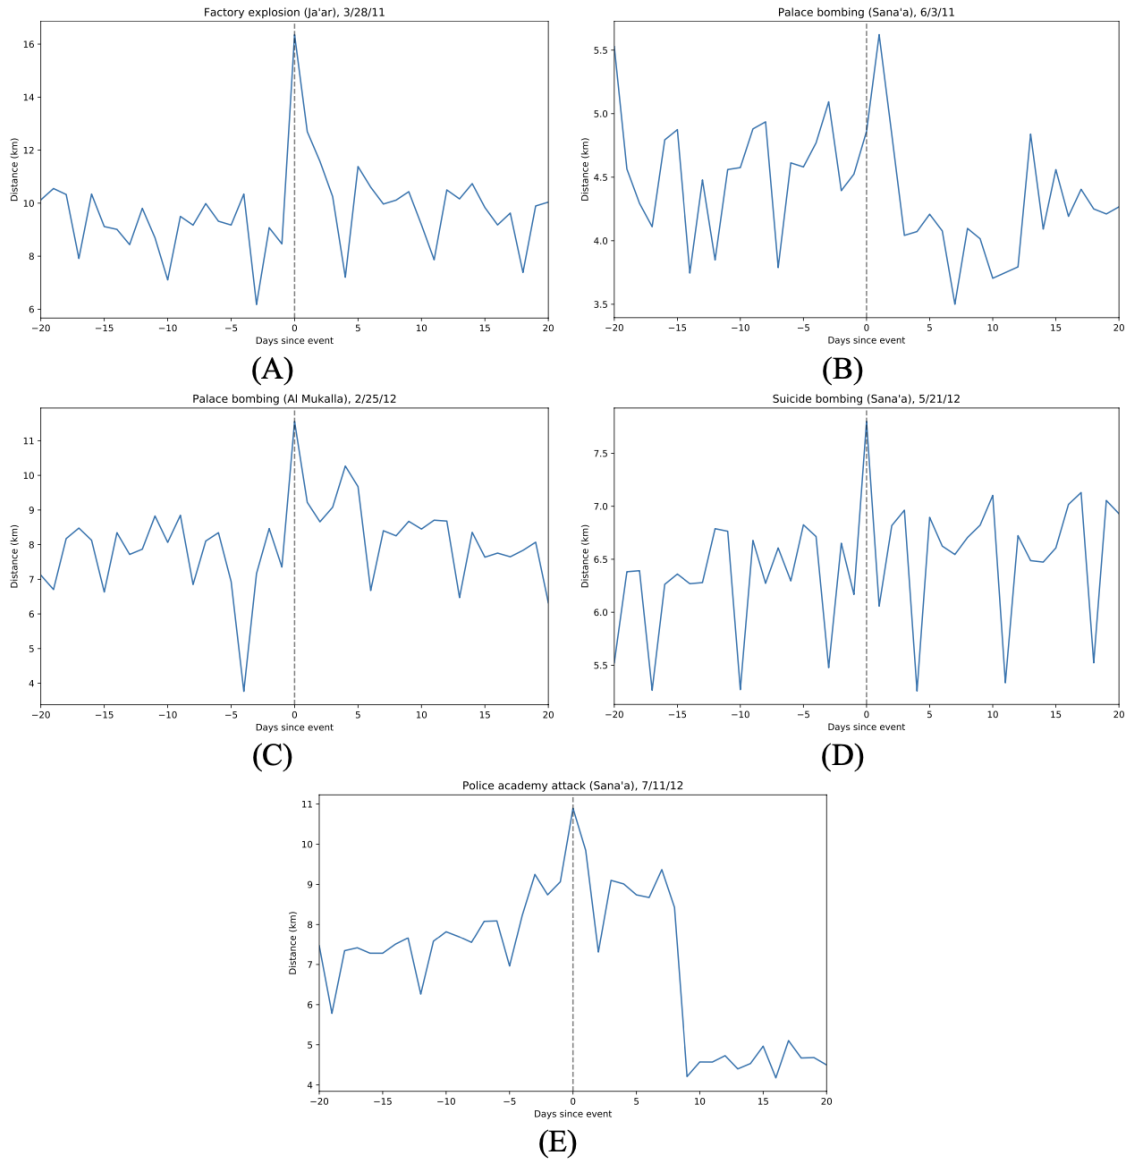 Factory explosion (Ja'ar), 3/28/11
16
14
12
10
8
6
Distance (km)
−20 −15 −10 −5 0 5 10 15 20
Days since event
(A)
Palace bombing (Sana'a), 6/3/11
5.5
5.0
4.5
4.0
3.5
Distance (km)
−20 −15 −10 −5 0 5 10 15 20
Days since event
(B)
Palace bombing (Al Mukalla), 2/25/12
11
10
9
8
7
6
5
4
Distance (km)
−20 −15 −10 −5 0 5 10 15 20
Days since event
(C)
Suicide bombing (Sana'a), 5/21/12
7.5
7.0
6.5
6.0
5.5
Distance (km)
−20 −15 −10 −5 0 5 10 15 20
Days since event
(D)
Police academy attack (Sana'a), 7/11/12
11
10
9
8
7
6
5
4
Distance (km)
−20 −15 −10 −5 0 5 10 15 20
Days since event
(E)